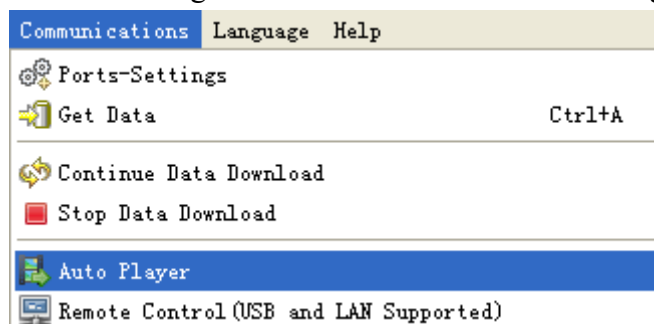 Communications Language Help
Ports-Settings
Get Data Ctrl+A
Continue Data Download
Stop Data Download
Auto Player
Remote Control(USB and LAN Supported)